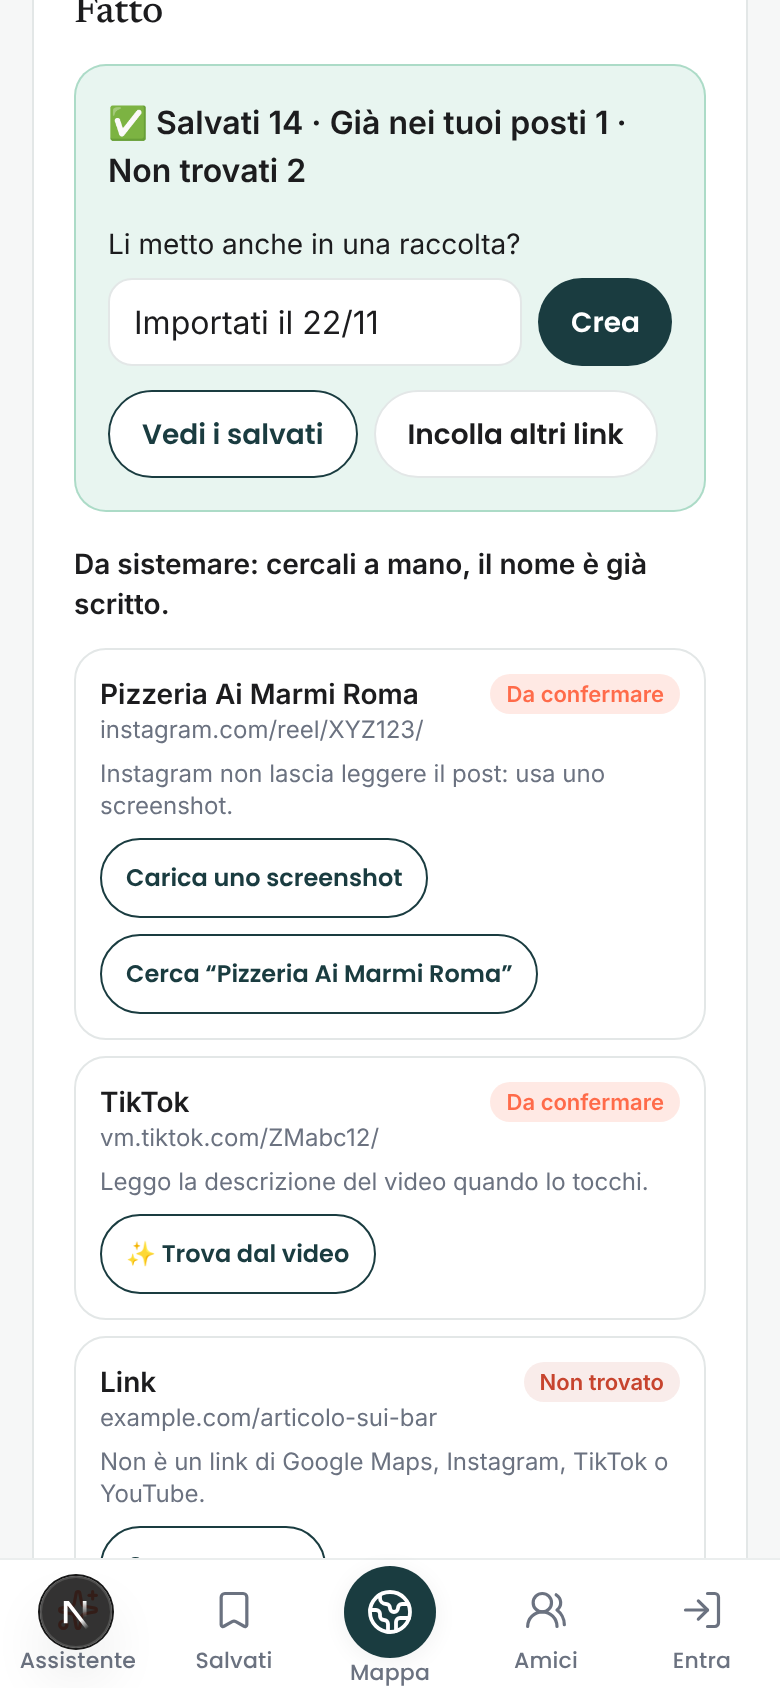 Fatto
✅ Salvati 14 · Già nei tuoi posti 1 ·
Non trovati 2
Li metto anche in una raccolta?
Importati il 22/11
Crea
Vedi i salvati
Incolla altri link
Da sistemare: cercali a mano, il nome è già
scritto.
Pizzeria Ai Marmi Roma
Da confermare
instagram.com/reel/XYZ123/
Instagram non lascia leggere il post: usa uno
screenshot.
Carica uno screenshot
Cerca “Pizzeria Ai Marmi Roma”
TikTok
Da confermare
vm.tiktok.com/ZMabc12/
Leggo la descrizione del video quando lo tocchi.
✨ Trova dal video
Link
Non trovato
example.com/articolo-sui-bar
Non è un link di Google Maps, Instagram, TikTok o
YouTube.
N
Assistente
Salvati
Mappa
Amici
Entra